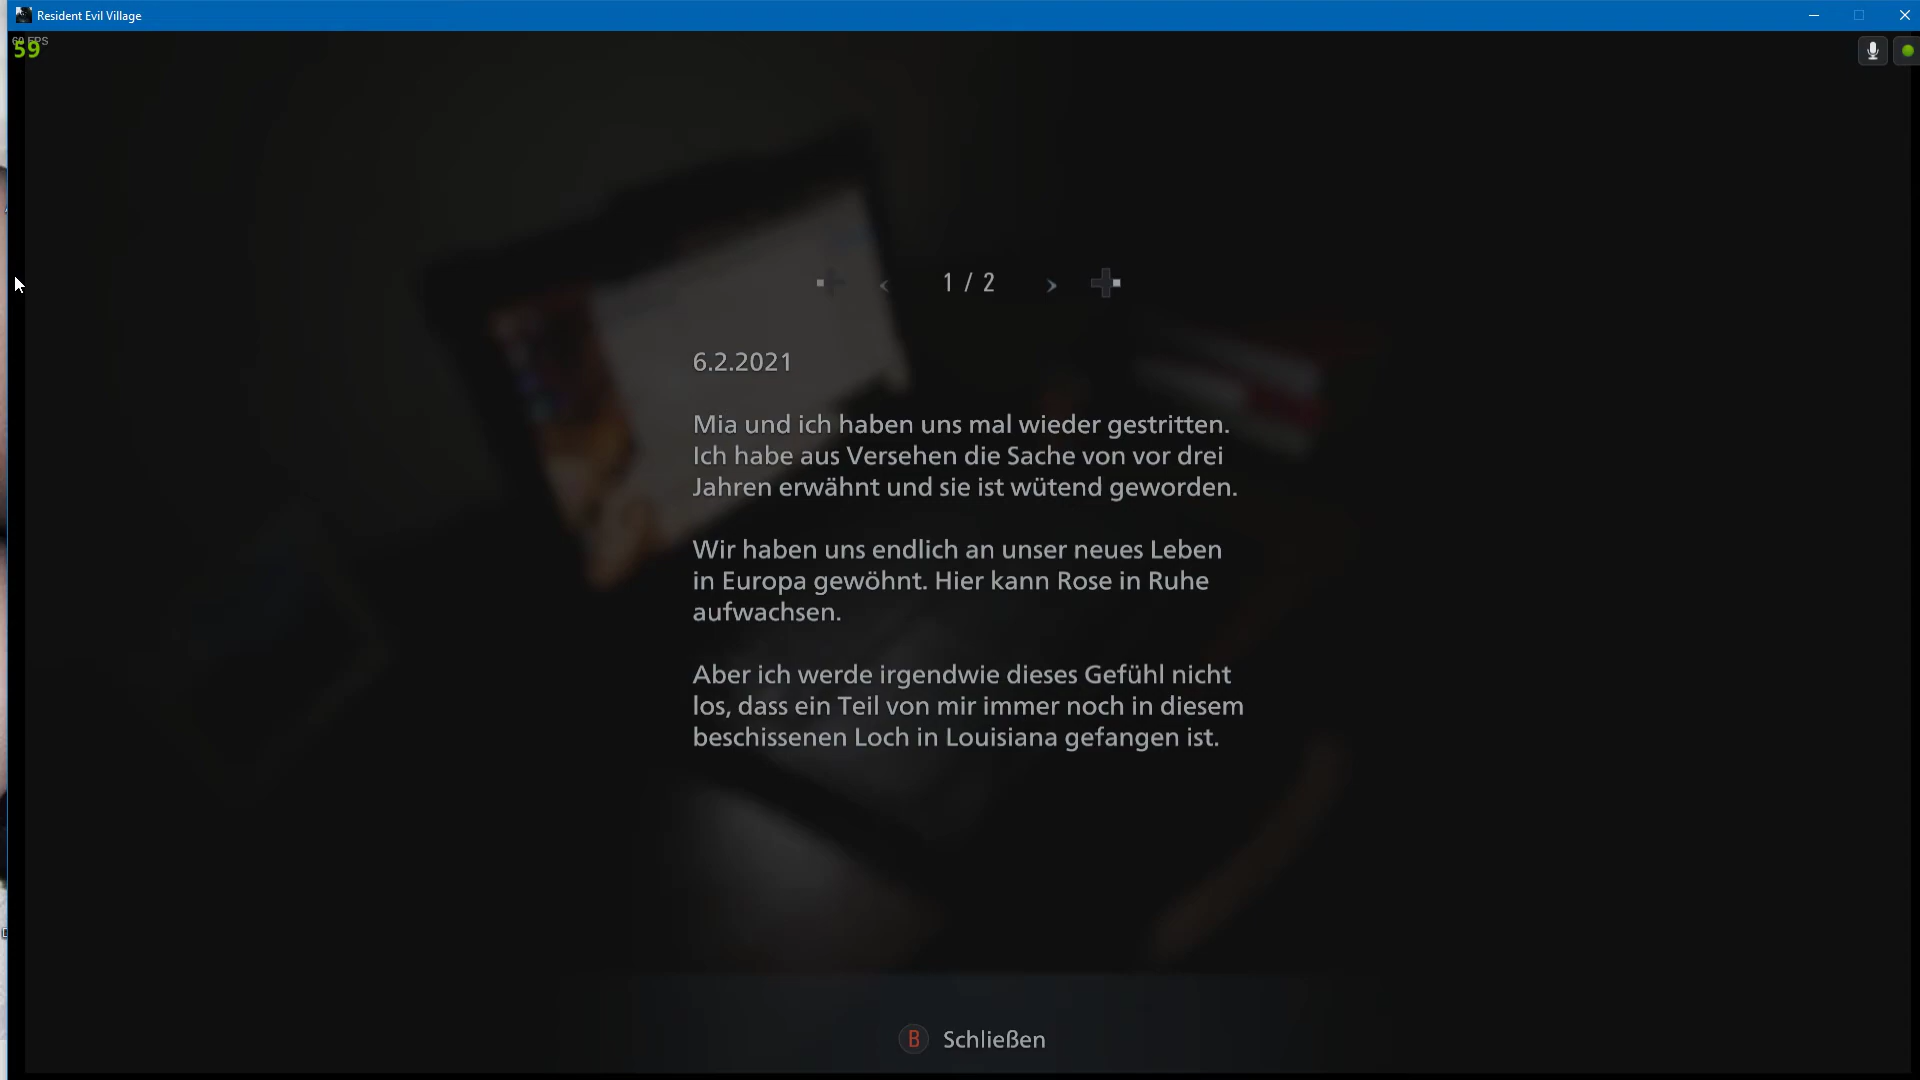 Resident Evil Village
60 FPS
59
1 / 2
6.2.2021
Mia und ich haben uns mal wieder gestritten.
Ich habe aus Versehen die Sache von vor drei
Jahren erwähnt und sie ist wütend geworden.
Wir haben uns endlich an unser neues Leben
in Europa gewöhnt. Hier kann Rose in Ruhe
aufwachsen.
Aber ich werde irgendwie dieses Gefühl nicht
los, dass ein Teil von mir immer noch in diesem
beschissenen Loch in Louisiana gefangen ist.
B Schließen